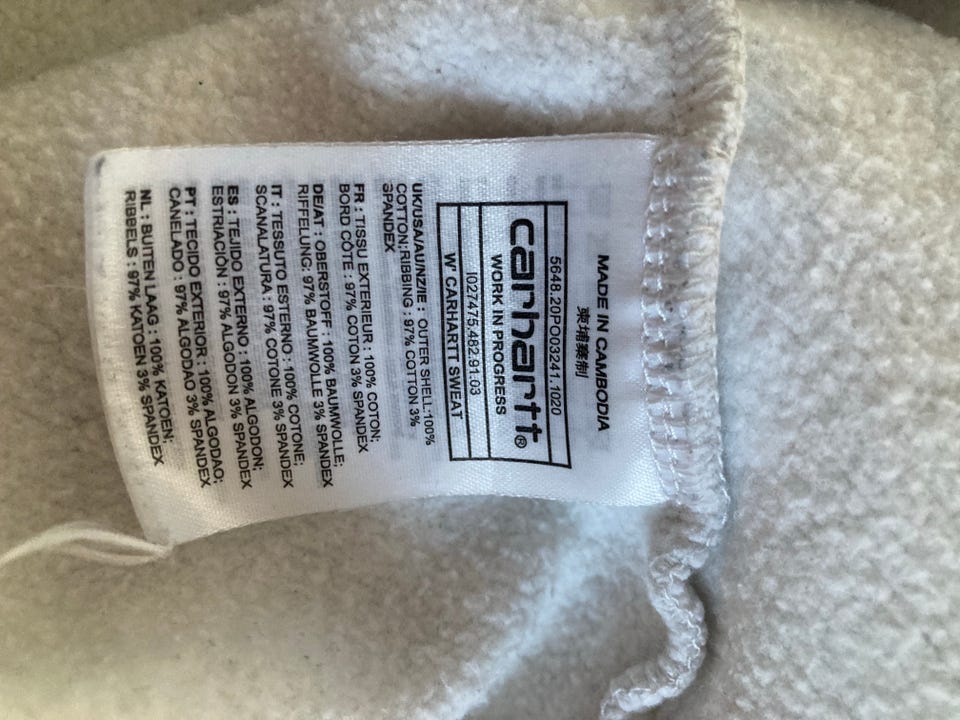 MADE IN CAMBODIA
柬埔寨制
5648.20PO003241.1020
carhartt®
WORK IN PROGRESS
I027475.482.91.03
W' CARHARTT SWEAT
UK/USA/AU/NZ/IE : OUTER SHELL:100%
COTTON;RIBBING : 97% COTTON 3%
SPANDEX
FR : TISSU EXTERIEUR : 100% COTON;
BORD CÔTE : 97% COTON 3% SPANDEX
DE/AT : OBERSTOFF : 100% BAUMWOLLE;
RIFFELUNG: 97% BAUMWOLLE 3% SPANDEX
IT : TESSUTO ESTERNO : 100% COTONE;
SCANALATURA : 97% COTONE 3% SPANDEX
ES : TEJIDO EXTERNO : 100% ALGODON;
ESTRIACIÓN : 97% ALGODON 3% SPANDEX
PT : TECIDO EXTERIOR : 100% ALGODAO;
CANELADO : 97% ALGODAO 3% SPANDEX
NL : BUITEN LAAG : 100% KATOEN;
RIBBELS : 97% KATOEN 3% SPANDEX